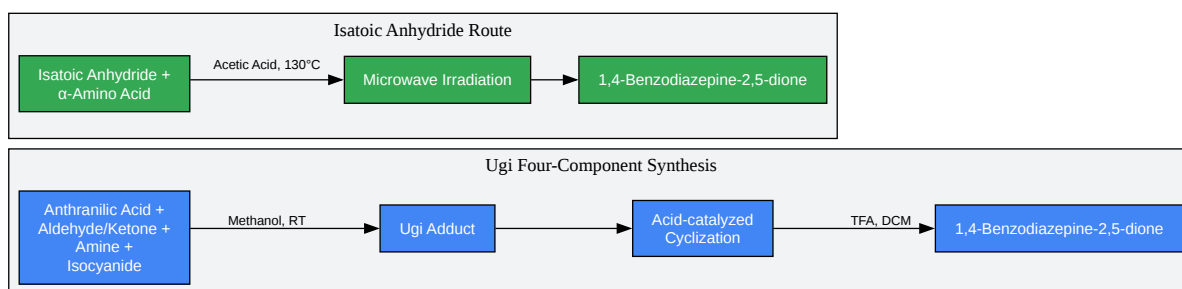 Isatoic Anhydride Route
Isatoic Anhydride +
α-Amino Acid
Acetic Acid, 130°C
Microwave Irradiation
1,4-Benzodiazepine-2,5-dione
Ugi Four-Component Synthesis
Anthranilic Acid +
Aldehyde/Ketone +
Amine +
Isocyanide
Methanol, RT
Ugi Adduct
Acid-catalyzed
Cyclization
TFA, DCM
1,4-Benzodiazepine-2,5-dione